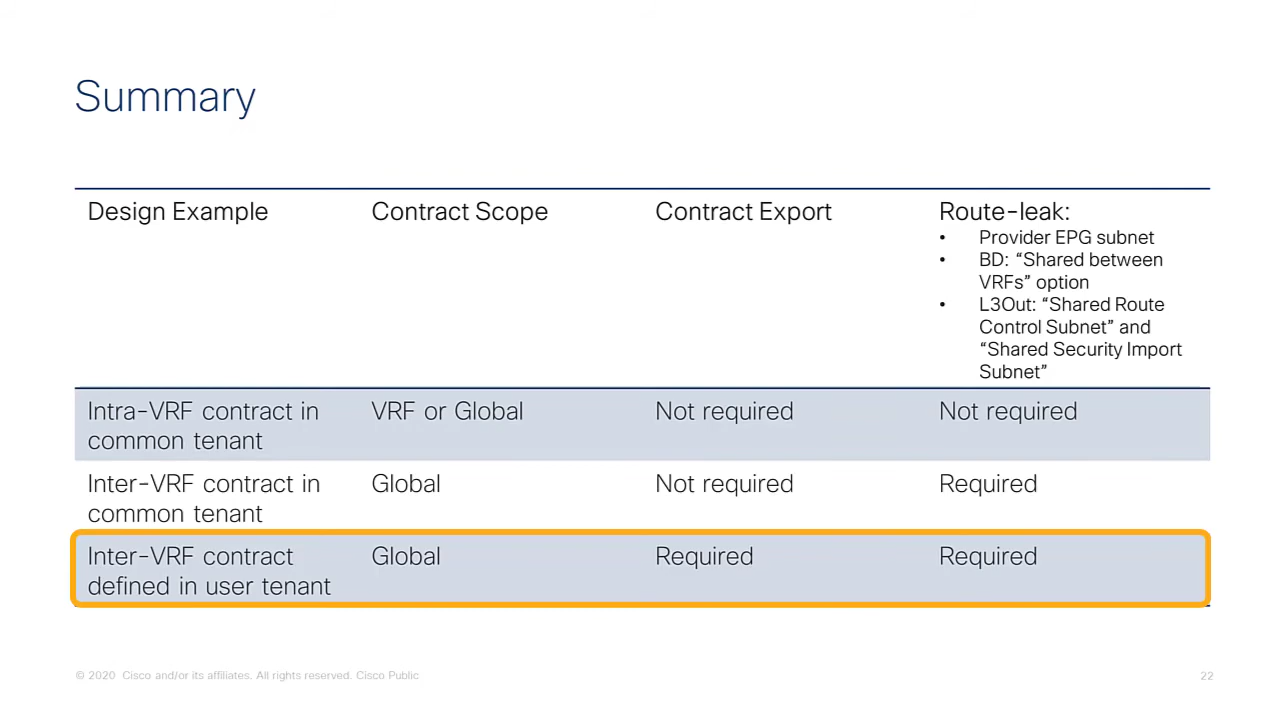 Summary
Design Example
Contract Scope
Contract Export
Route-leak:
• Provider EPG subnet
• BD: “Shared between
VRFs” option
• L3Out: “Shared Route
Control Subnet” and
“Shared Security Import
Subnet”
Intra-VRF contract in
common tenant
VRF or Global
Not required
Not required
Inter-VRF contract in
common tenant
Global
Not required
Required
Inter-VRF contract
defined in user tenant
Global
Required
Required
© 2020 Cisco and/or its affiliates. All rights reserved. Cisco Public
22